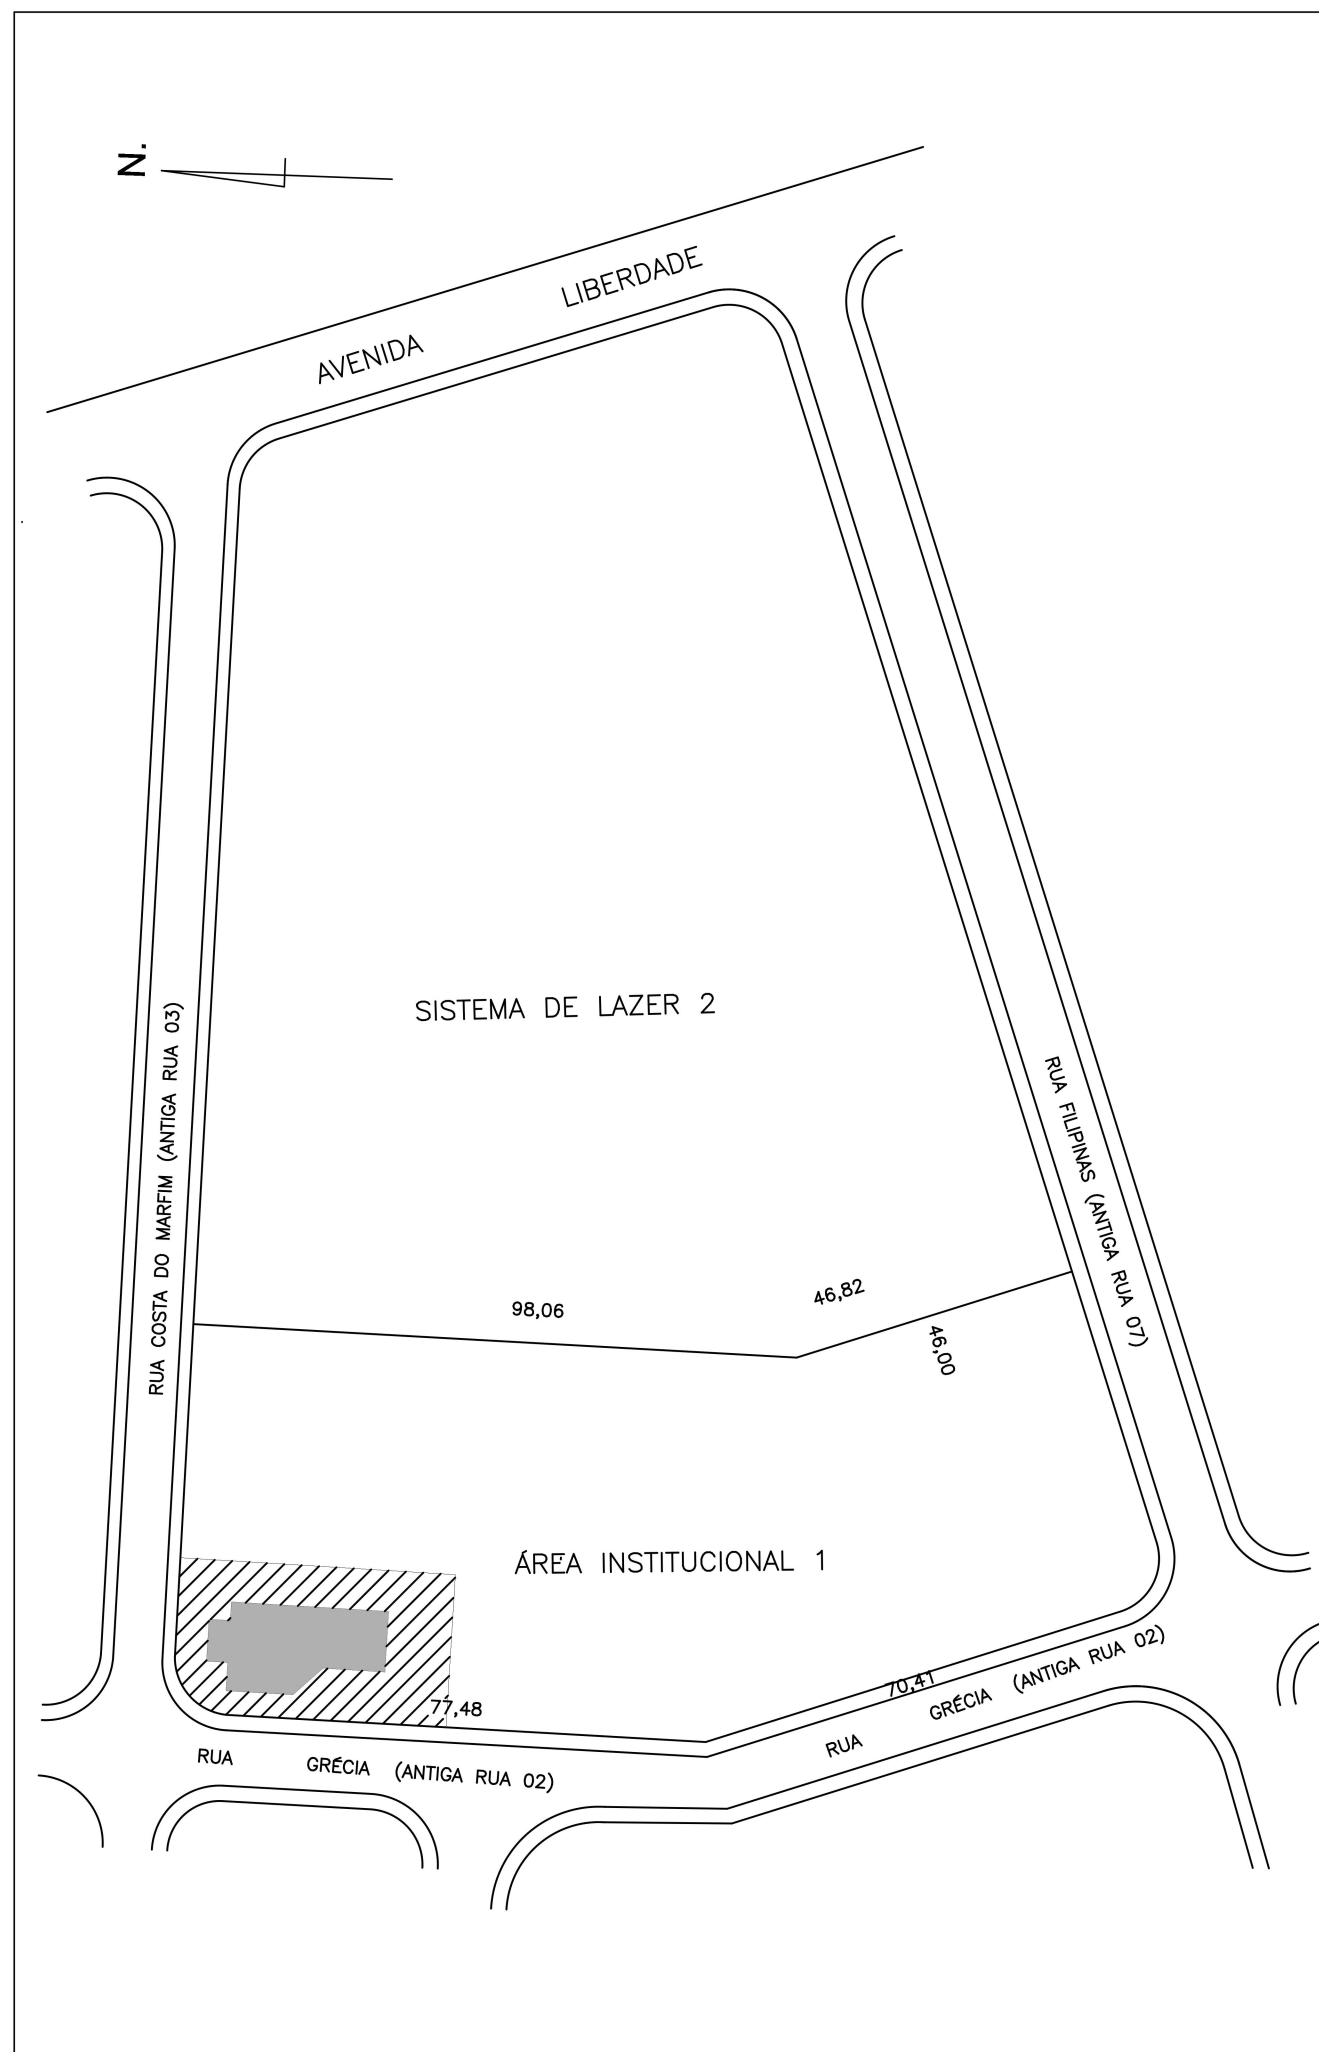 N.
AVENIDA LIBERDADE
SISTEMA DE LAZER 2
RUA COSTA DO MARFIM (ANTIGA RUA 03)
RUA FILIPINAS (ANTIGA RUA 07)
98,06
46,82
46,00
ÁREA INSTITUCIONAL 1
77,48
70,41
RUA GRÉCIA (ANTIGA RUA 02)
RUA GRÉCIA (ANTIGA RUA 02)